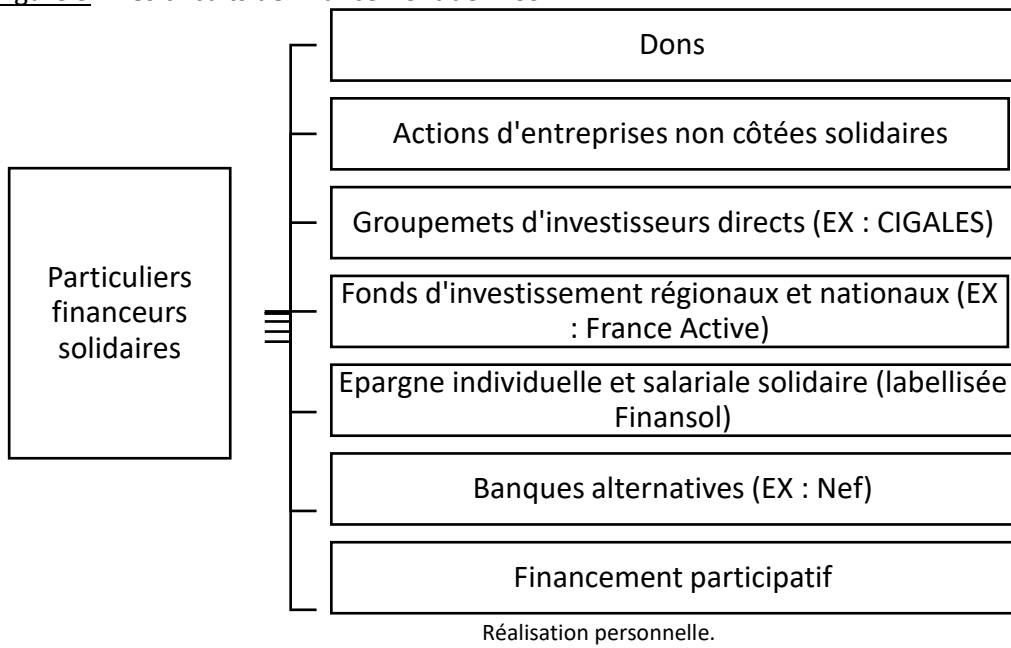 Dons
Actions d'entreprises non côtées solidaires
Groupemets d'investisseurs directs (EX : CIGALES)
Particuliers
financeurs
solidaires
Fonds d'investissement régionaux et nationaux (EX
: France Active)
Epargne individuelle et salariale solidaire (labellisée
Finansol)
Banques alternatives (EX : Nef)
Financement participatif
Réalisation personnelle.